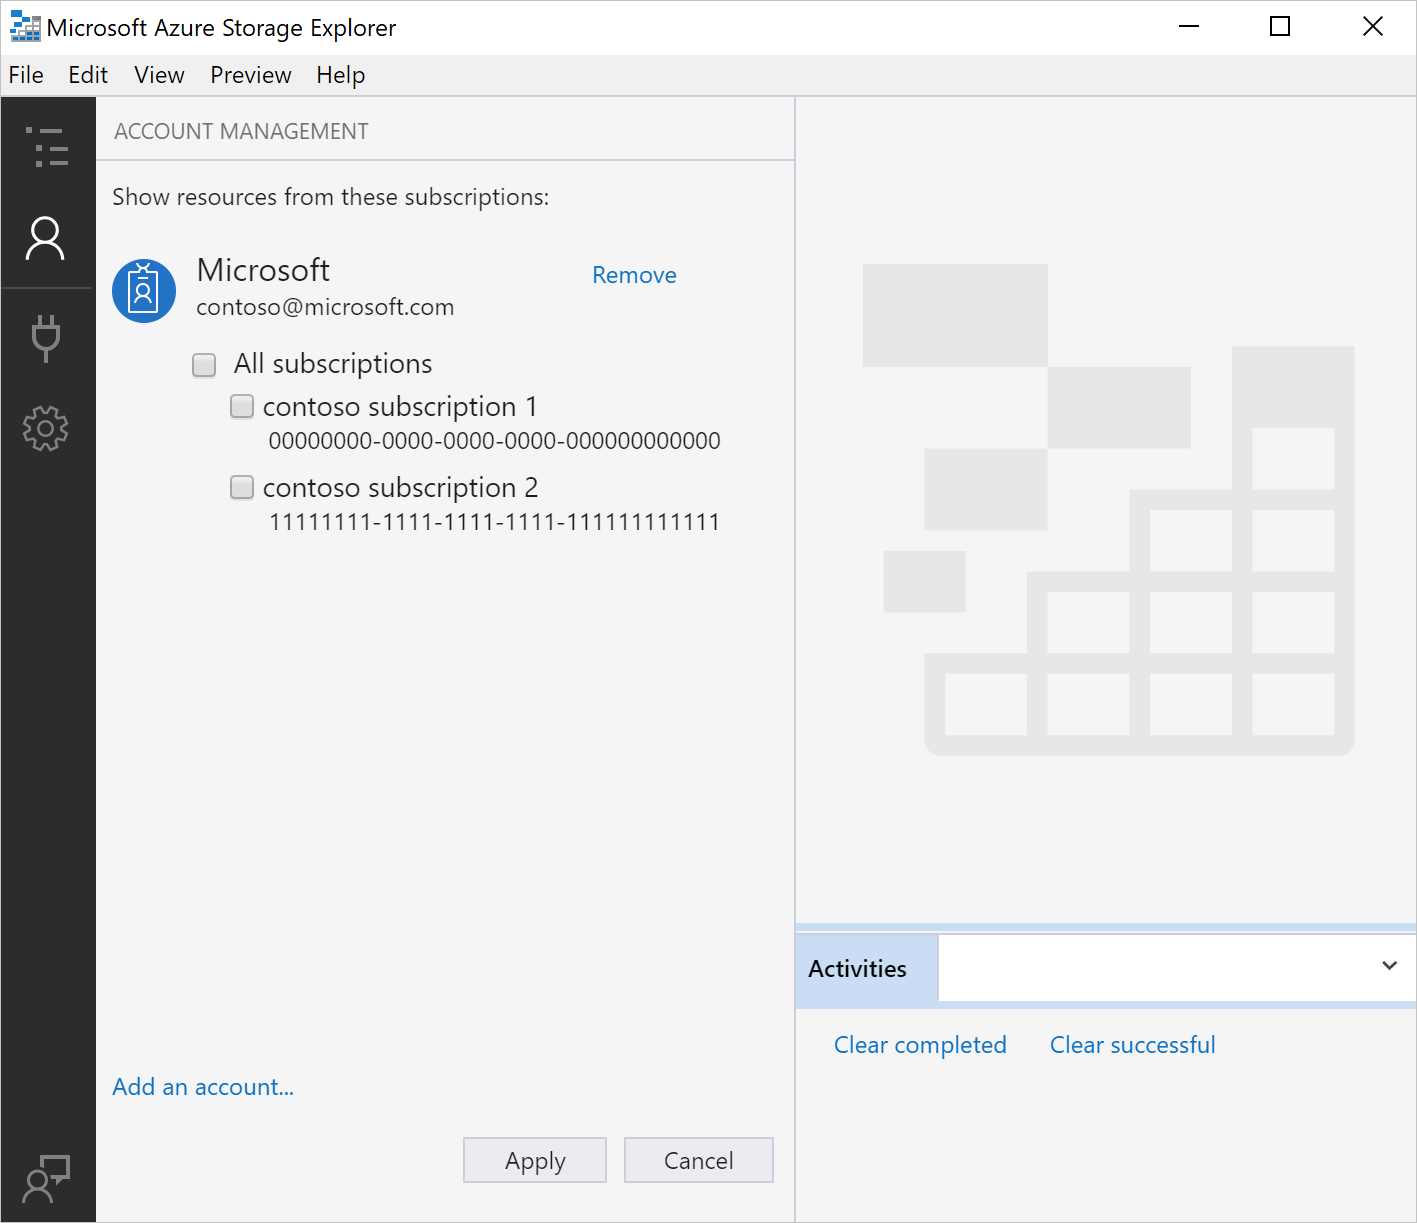 Microsoft Azure Storage Explorer
File Edit View Preview Help
ACCOUNT MANAGEMENT
Show resources from these subscriptions:
Microsoft
Remove
contoso@microsoft.com
All subscriptions
contoso subscription 1
00000000-0000-0000-0000-000000000000
contoso subscription 2
11111111-1111-1111-1111-111111111111
Add an account...
Apply
Cancel
Activities
Clear completed
Clear successful